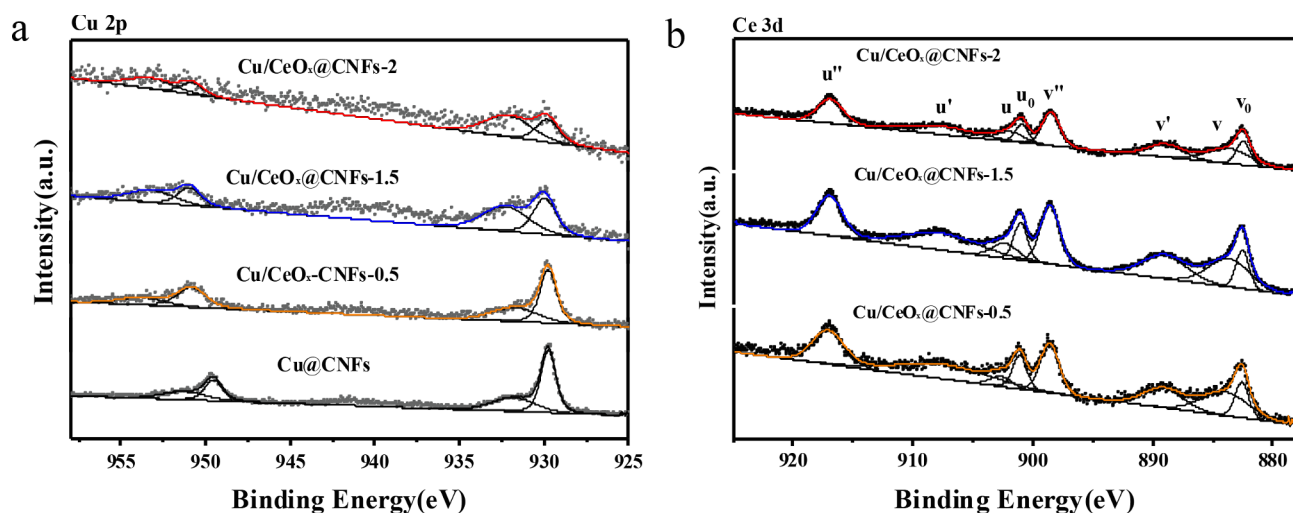 a
Cu 2p
Cu/CeOₓ@CNFs-2
Cu/CeOₓ@CNFs-1.5
Cu/CeOₓ-CNFs-0.5
Cu@CNFs
Intensity(a.u.)
955 950 945 940 935 930 925
Binding Energy(eV)
b
Ce 3d
Cu/CeOₓ@CNFs-2
u'' u' u u₀ v'' v' v v₀
Cu/CeOₓ@CNFs-1.5
Cu/CeOₓ@CNFs-0.5
Intensity(a.u.)
920 910 900 890 880
Binding Energy(eV)